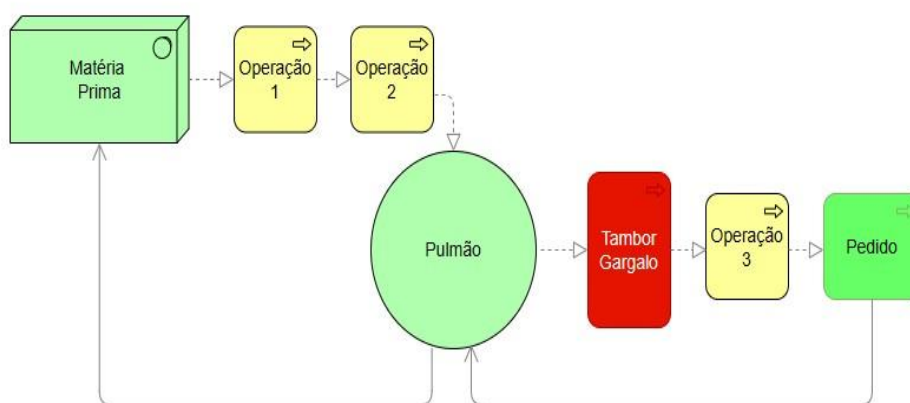 Matéria
Prima
Operação
1
Operação
2
Pulmão
Tambor
Gargalo
Operação
3
Pedido